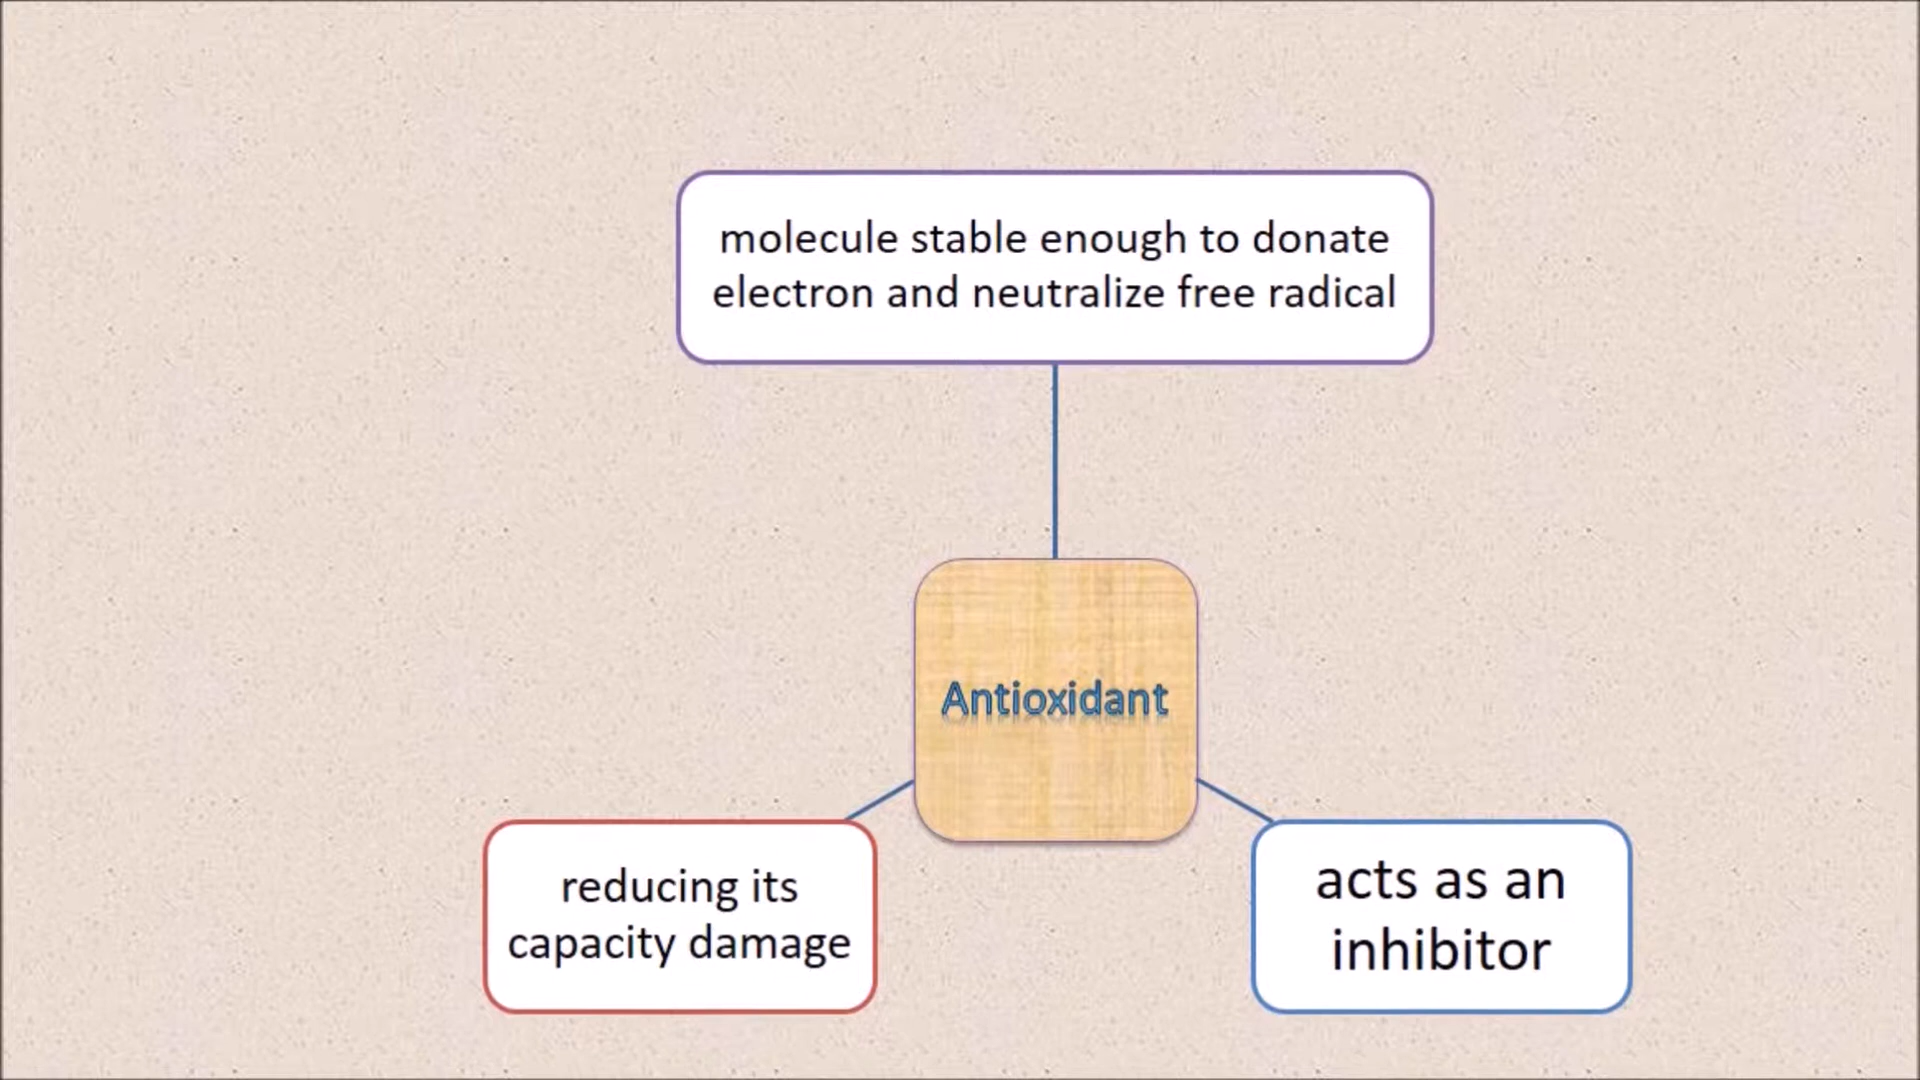 molecule stable enough to donate
electron and neutralize free radical
Antioxidant
reducing its
capacity damage
acts as an
inhibitor